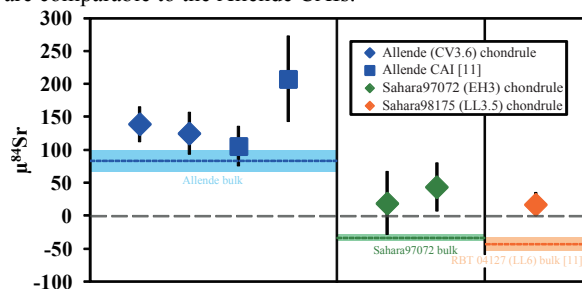 are comparable to the Allende CAIs.
300
250
200
150
100
50
0
-50
-100
μ⁸⁴Sr
Allende (CV3.6) chondrule
Allende CAI [11]
Sahara97072 (EH3) chondrule
Sahara98175 (LL3.5) chondrule
Allende bulk
Sahara97072 bulk
RBT 04127 (LL6) bulk [11]